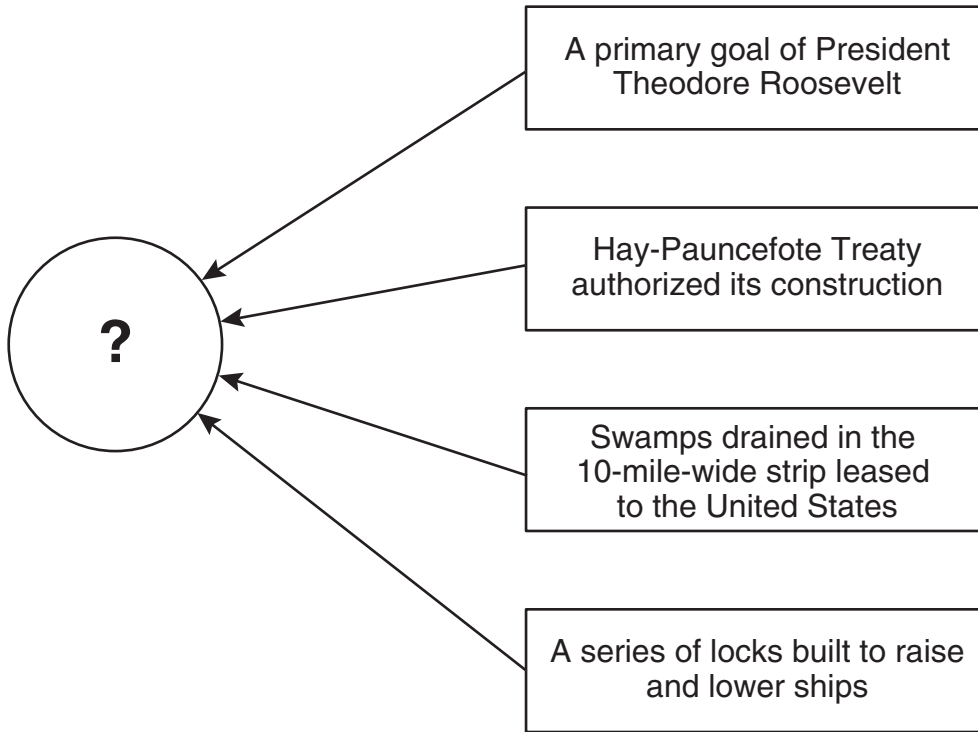 A primary goal of President
Theodore Roosevelt
Hay-Pauncefote Treaty
authorized its construction
?
Swamps drained in the
10-mile-wide strip leased
to the United States
A series of locks built to raise
and lower ships